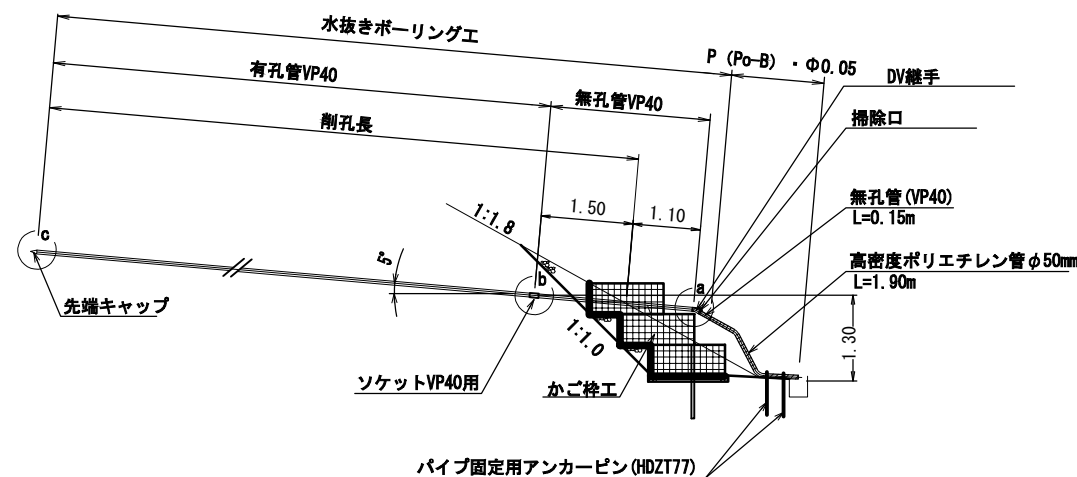 水抜きボーリング工
P (Po-B) ・Φ0.05
DV継手
有孔管VP40
無孔管VP40
掃除口
削孔長
無孔管(VP40)
L=0.15m
1:1.8
1.50
1.10
c
5°
高密度ポリエチレン管φ50mm
L=1.90m
b
a
先端キャップ
1:1.0
1.30
ソケットVP40用
かご枠工
パイプ固定用アンカーピン(HDZT77)